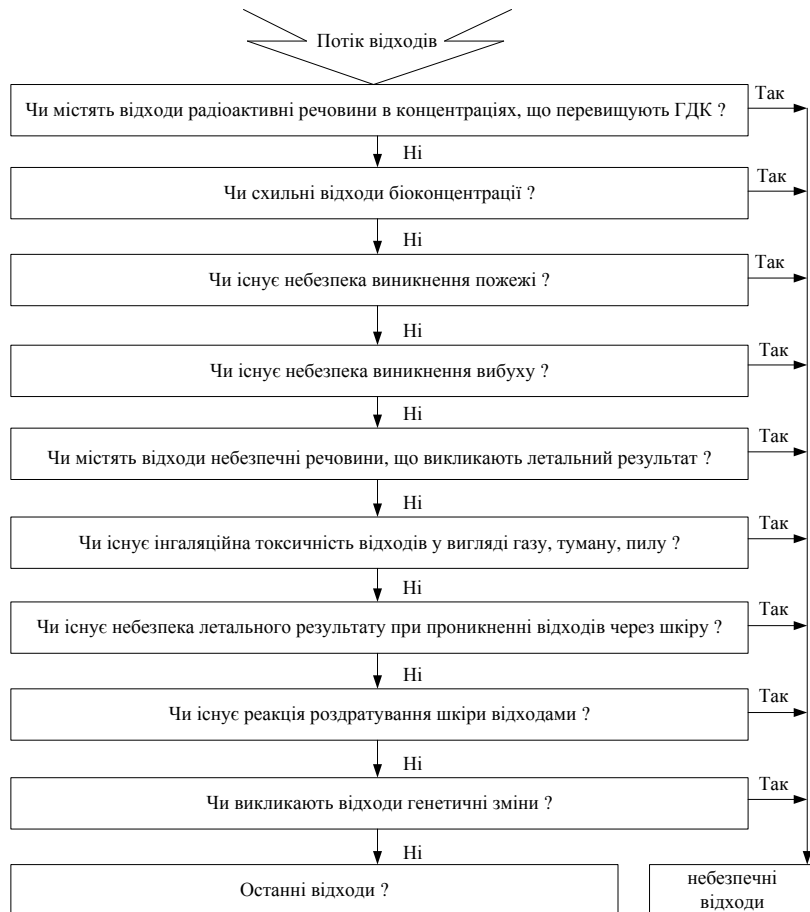 Потік відходів
Чи містять відходи радіоактивні речовини в концентраціях, що перевищують ГДК ?
Так
Ні
Чи схильні відходи біоконцентрації ?
Так
Ні
Чи існує небезпека виникнення пожежі ?
Так
Ні
Чи існує небезпека виникнення вибуху ?
Так
Ні
Чи містять відходи небезпечні речовини, що викликають летальний результат ?
Так
Ні
Чи існує інгаляційна токсичність відходів у вигляді газу, туману, пилу ?
Так
Ні
Чи існує небезпека летального результату при проникненні відходів через шкіру ?
Так
Ні
Чи існує реакція роздратування шкіри відходами ?
Так
Ні
Чи викликають відходи генетичні зміни ?
Так
Ні
Останні відходи ?
небезпечні
відходи